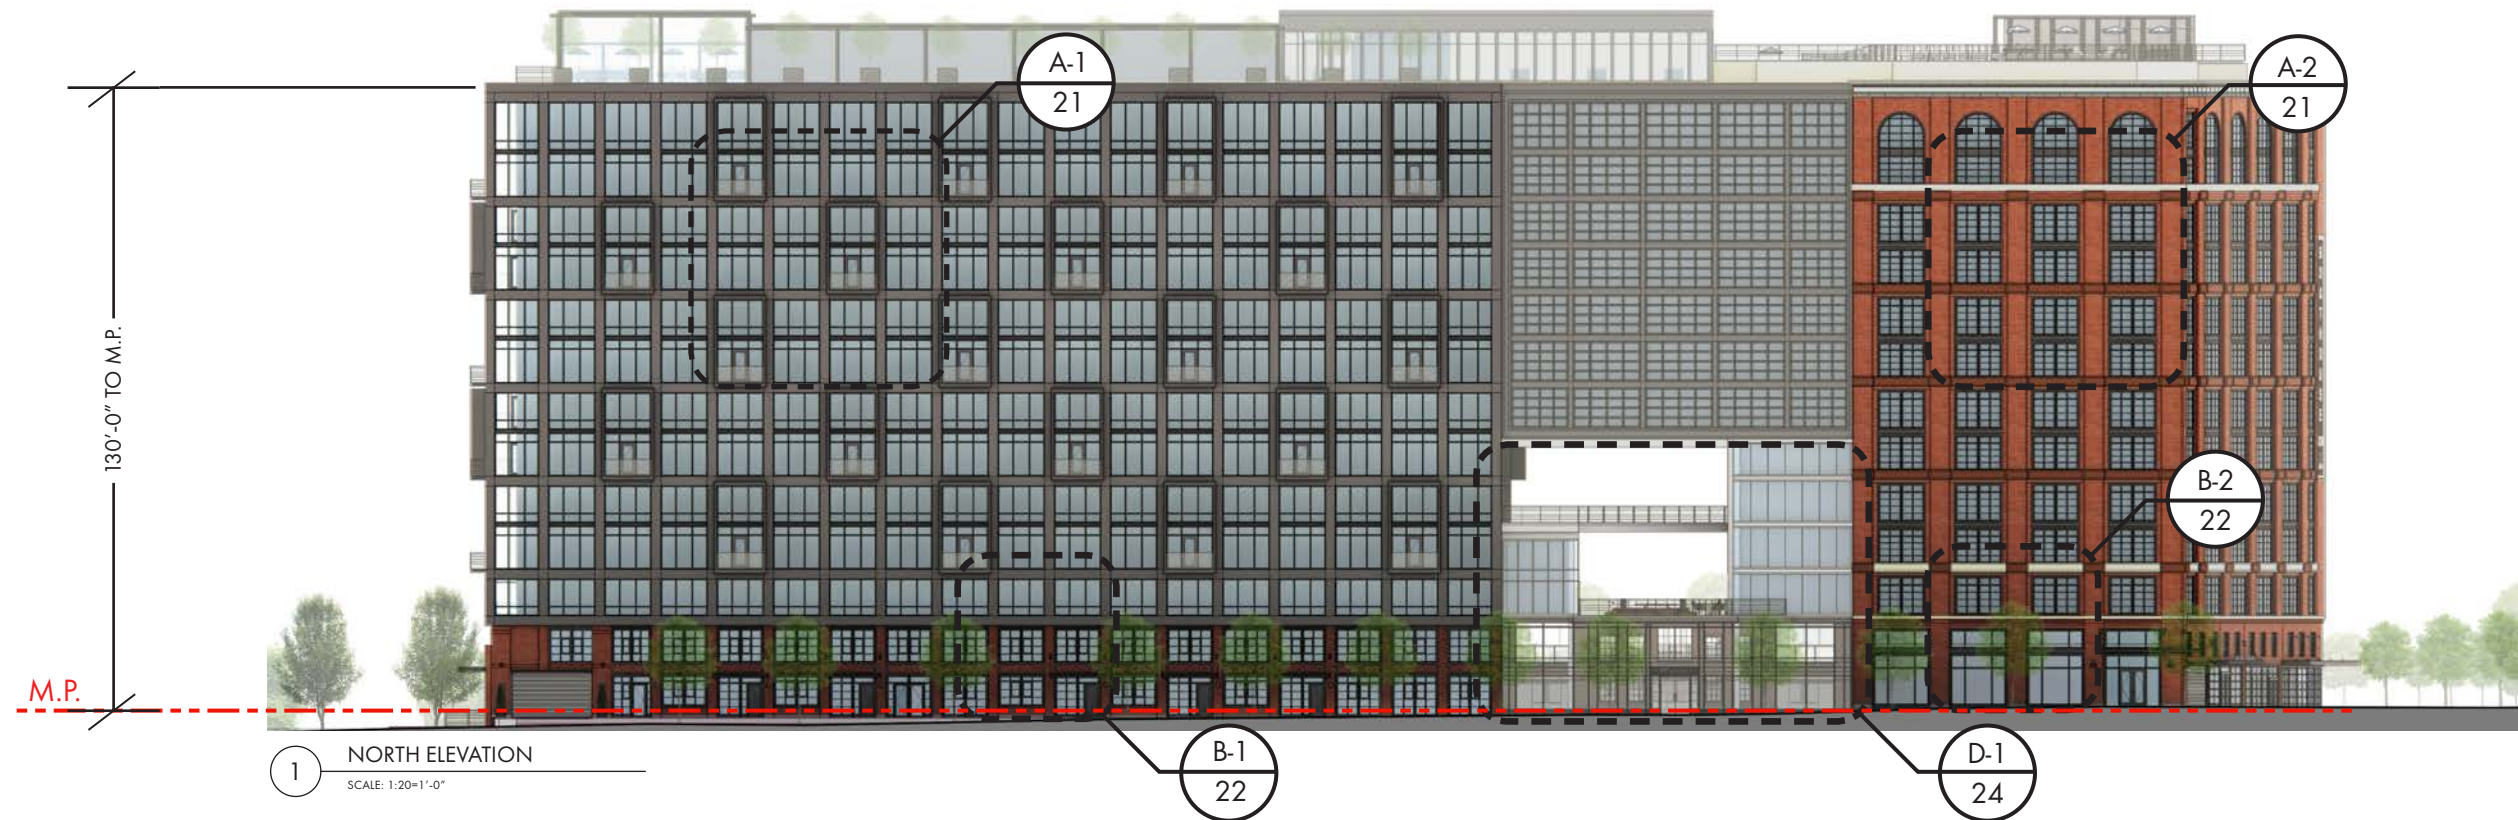 A-1
21
A-2
21
130'-0" TO M.P.
B-2
22
M.P.
1
NORTH ELEVATION
SCALE: 1:20=1'-0"
B-1
22
D-1
24